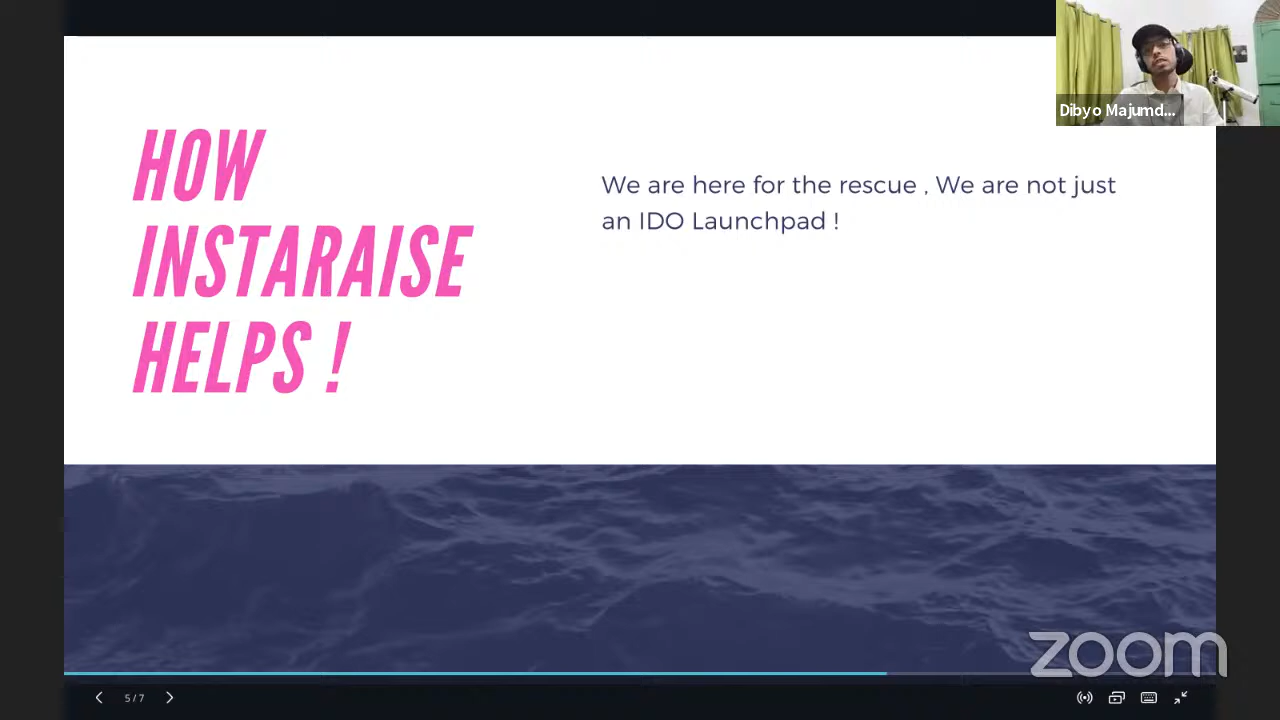 HOW
INSTARAISE
HELPS !
We are here for the rescue , We are not just
an IDO Launchpad !
Dibyo Majumd...
zoom
5 / 7